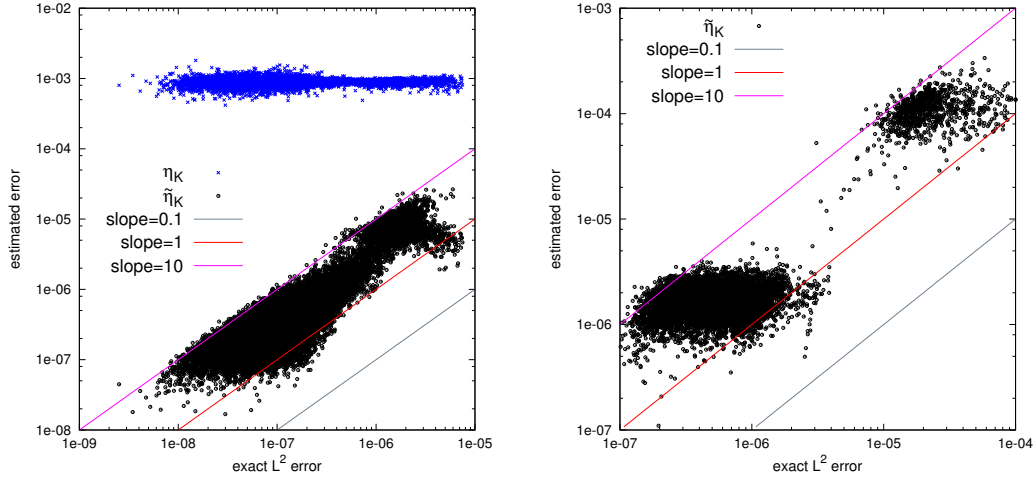 1e-02
1e-03
1e-04
1e-05
1e-06
1e-07
1e-08
1e-09 1e-08 1e-07 1e-06 1e-05
estimated error
exact L² error
η_K
η̃_K
slope=0.1
slope=1
slope=10
1e-03
1e-04
1e-05
1e-06
1e-07
1e-07 1e-06 1e-05 1e-04
estimated error
exact L² error
η̃_K
slope=0.1
slope=1
slope=10